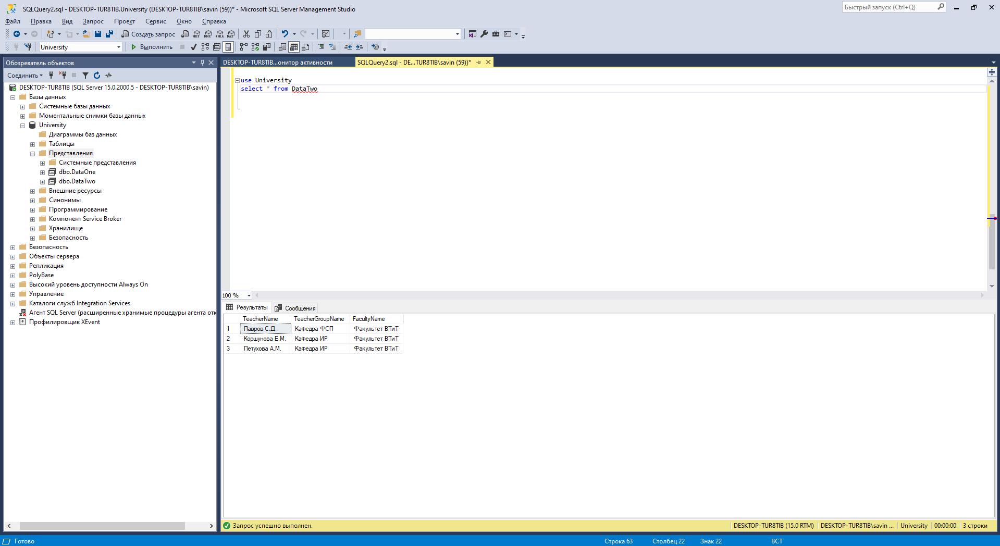 SQLQuery2.sql - DESKTOP-TUR8TIB.University (DESKTOP-TUR8TIB\savin (59))* - Microsoft SQL Server Management Studio
Быстрый запуск (Ctrl+Q)
Файл Правка Вид Запрос Проект Сервис Окно Справка
Создать запрос MDX DMX XMLA DAX
University Выполнить
Обозреватель объектов
DESKTOP-TUR8TIB...онитор активности
SQLQuery2.sql - DE...TUR8TIB\savin (59))*
Соединить
DESKTOP-TUR8TIB (SQL Server 15.0.2000.5 - DESKTOP-TUR8TIB\savin)
Базы данных
Системные базы данных
Моментальные снимки базы данных
University
Диаграммы баз данных
Таблицы
Представления
Системные представления
dbo.DataOne
dbo.DataTwo
Внешние ресурсы
Синонимы
Программирование
Компонент Service Broker
Хранилище
Безопасность
Безопасность
Объекты сервера
Репликация
PolyBase
Высокий уровень доступности Always On
Управление
Каталоги служб Integration Services
Агент SQL Server (расширенные хранимые процедуры агента отк
Профилировщик XEvent
use University
select * from DataTwo
100 %
Результаты Сообщения
TeacherName TeacherGroupName FacultyName
1 Лавров С.Д. Кафедра ФСП Факультет ВТиТ
2 Коршунова Е.М. Кафедра ИР Факультет ВТиТ
3 Петухова А.М. Кафедра ИР Факультет ВТиТ
Запрос успешно выполнен.
DESKTOP-TUR8TIB (15.0 RTM) DESKTOP-TUR8TIB\savin ... University 00:00:00 3 строки
Готово Строка 63 Столбец 22 Знак 22 ВСТ